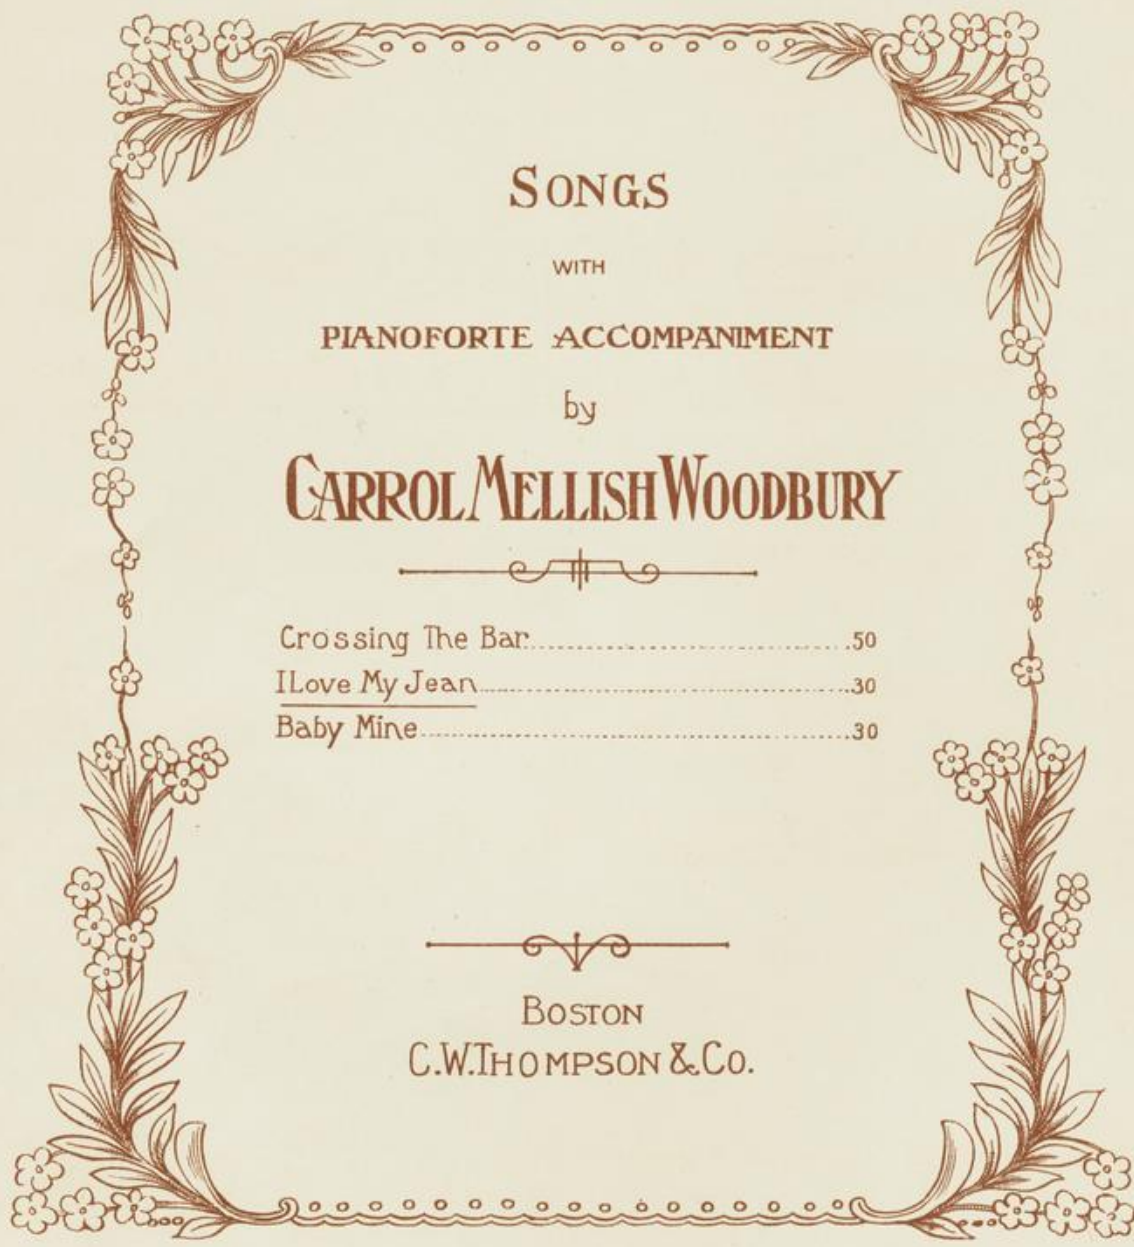 SONGS
WITH
PIANOFORTE ACCOMPANIMENT
by
CARROL MELLISH WOODBURY
Crossing The Bar......................................50
I Love My Jean......................................30
Baby Mine......................................30
BOSTON
C.W. THOMPSON & CO.